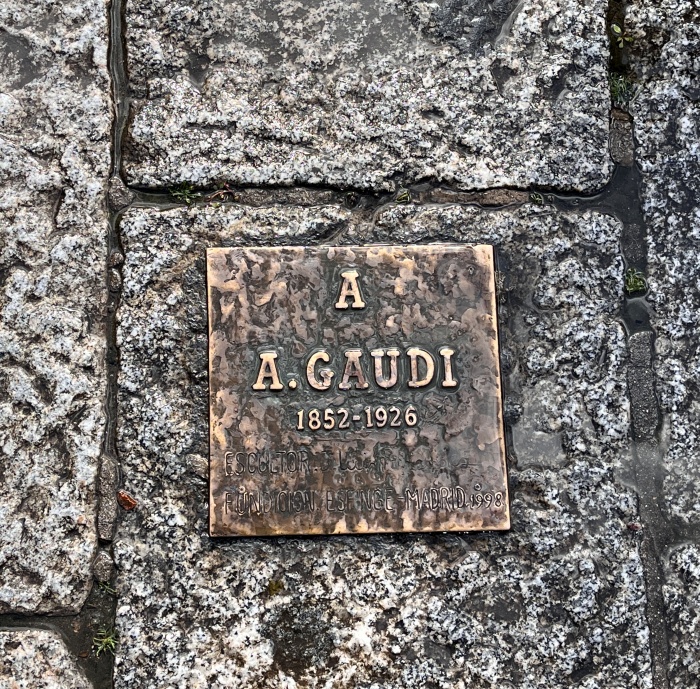 A
A.GAUDI
1852-1926
ESCULTOR
FUNDICION ESFINGE-MADRID-1998